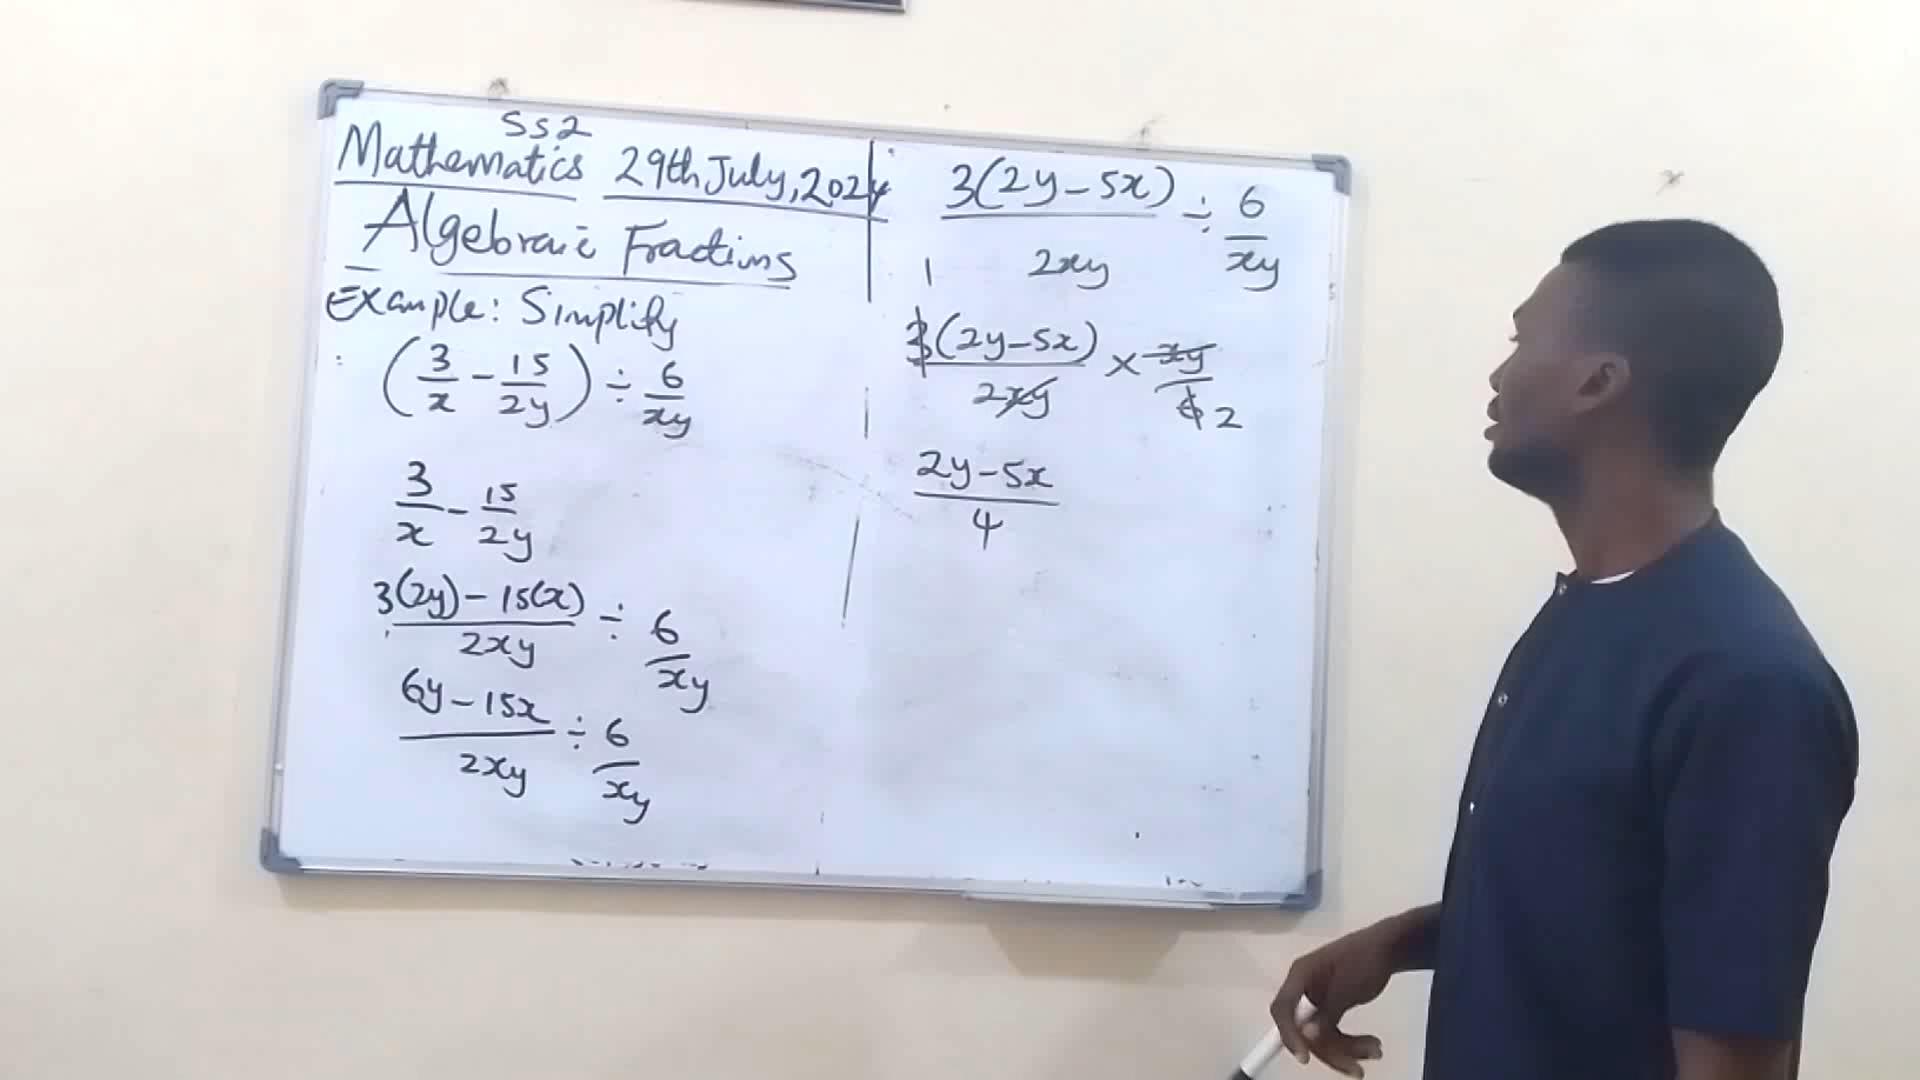 SS2
Mathematics 29th July, 2024
Algebraic Fractions
Example: Simplify
(3/x - 15/2y) ÷ 6/xy
3/x - 15/2y
3(2y) - 15(x)/2xy ÷ 6/xy
6y - 15x/2xy ÷ 6/xy
3(2y - 5x)/2xy ÷ 6/xy
1
3(2y - 5x)/2xy × xy/6 2
2y - 5x/4